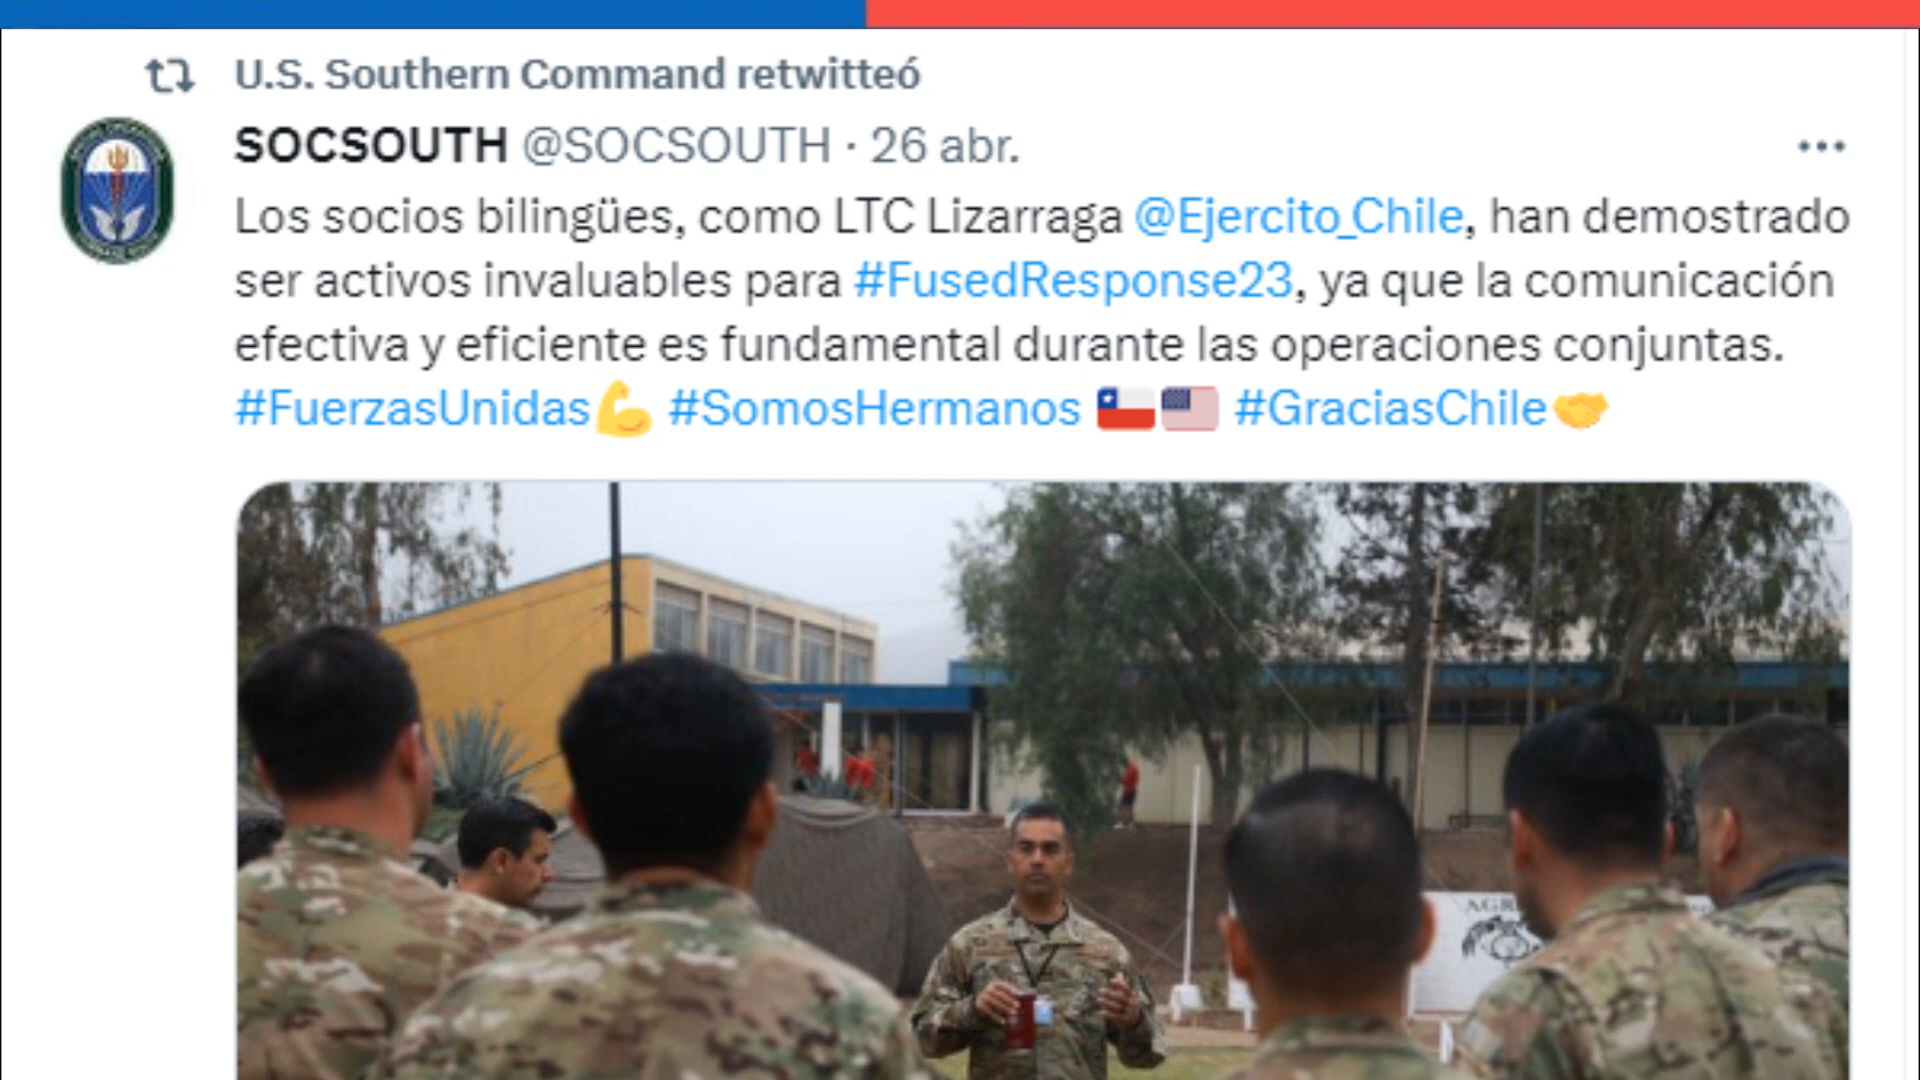 U.S. Southern Command retwitteó
SOCSOUTH @SOCSOUTH · 26 abr.
Los socios bilingües, como LTC Lizarraga @Ejercito_Chile, han demostrado
ser activos invaluables para #FusedResponse23, ya que la comunicación
efectiva y eficiente es fundamental durante las operaciones conjuntas.
#FuerzasUnidas💪 #SomosHermanos 🇨🇱🇺🇸 #GraciasChile🤝